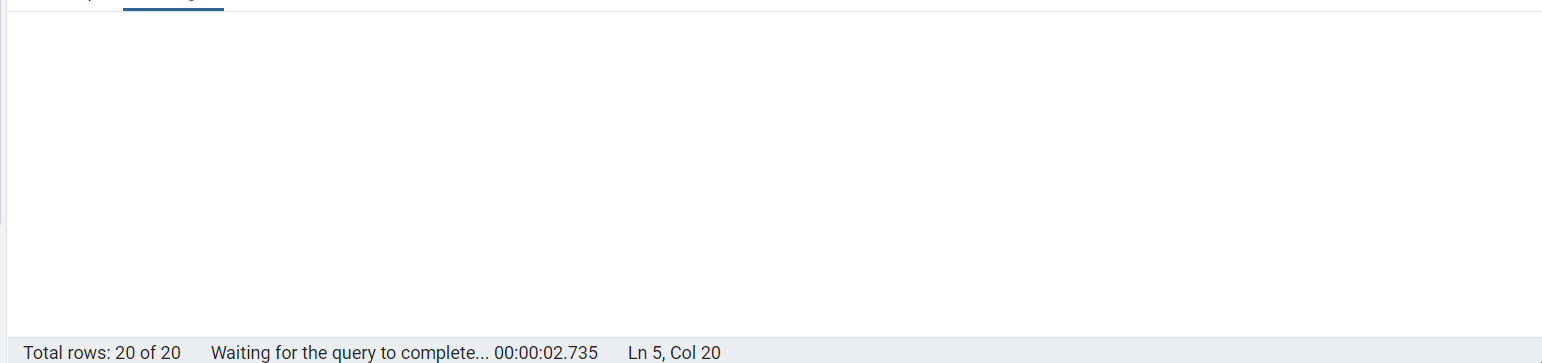 Total rows: 20 of 20 Waiting for the query to complete... 00:00:02.735 Ln 5, Col 20